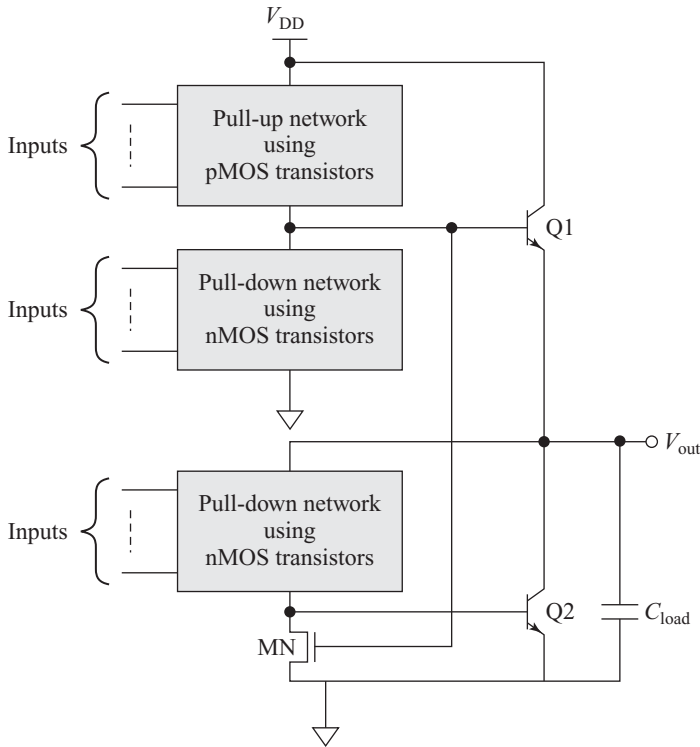 V_DD
Pull-up network
using
pMOS transistors
Inputs
Q1
Pull-down network
using
nMOS transistors
Inputs
V_out
Pull-down network
using
nMOS transistors
Inputs
Q2
C_load
MN